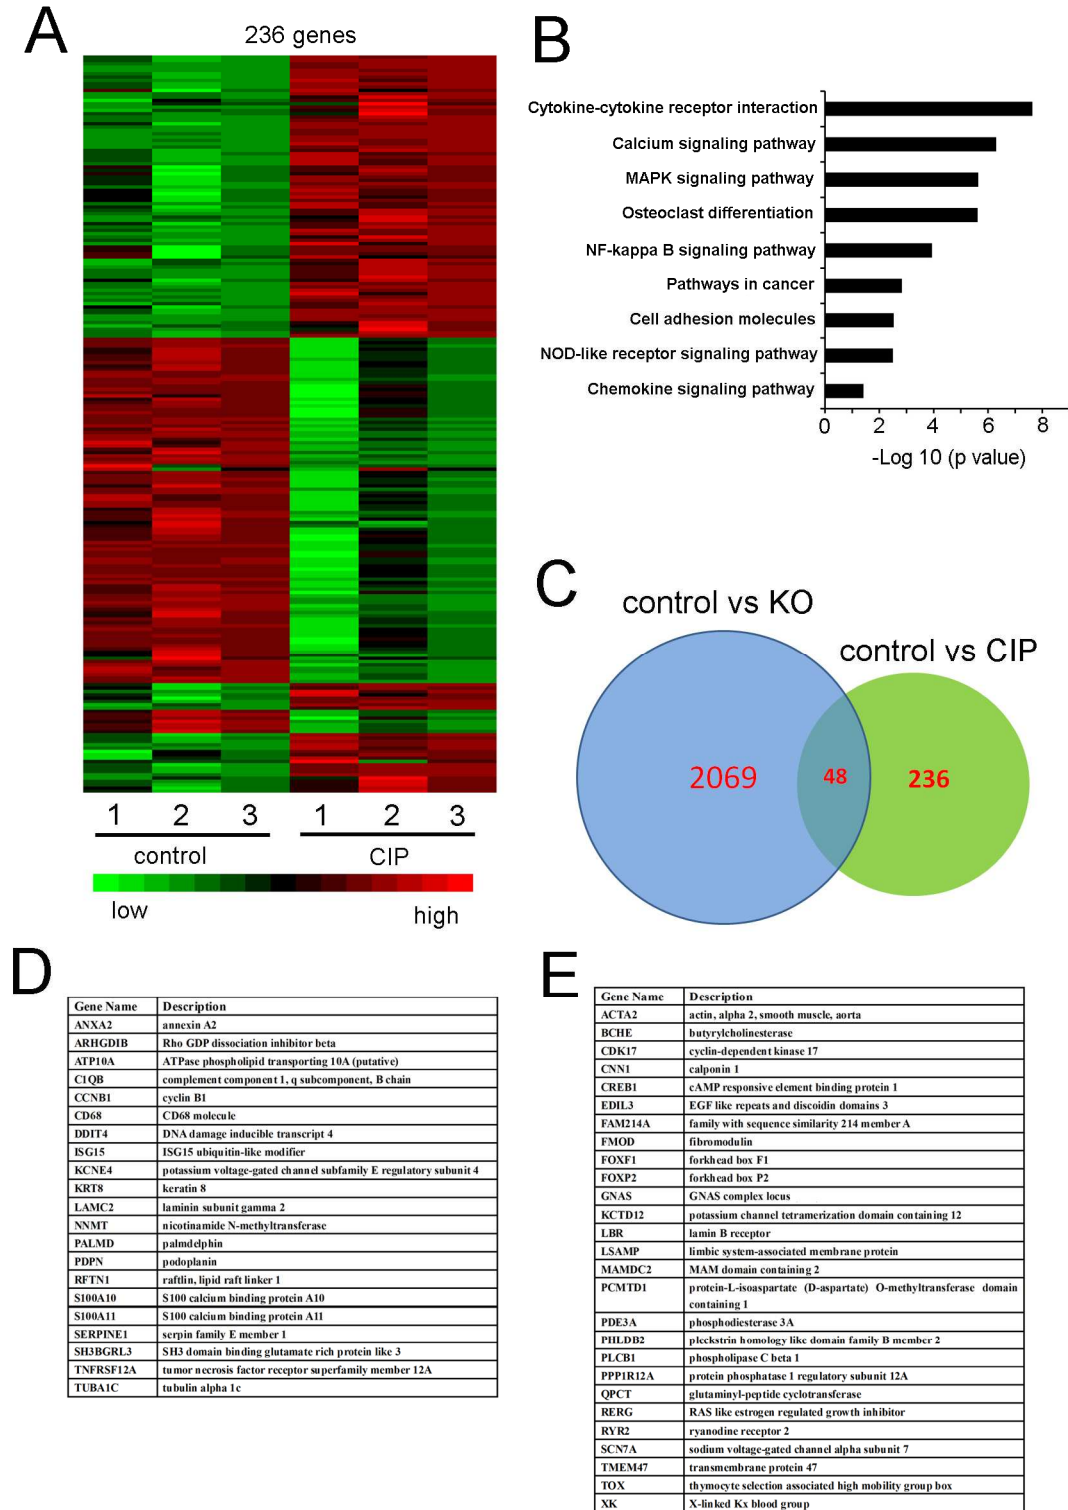 A
236 genes
1 2 3 1 2 3
control CIP
low high
B
Cytokine-cytokine receptor interaction
Calcium signaling pathway
MAPK signaling pathway
Osteoclast differentiation
NF-kappa B signaling pathway
Pathways in cancer
Cell adhesion molecules
NOD-like receptor signaling pathway
Chemokine signaling pathway
0 2 4 6 8
-Log 10 (p value)
C
control vs KO
control vs CIP
2069 48 236
D
Gene Name Description
ANXA2 annexin A2
ARHGDIB Rho GDP dissociation inhibitor beta
ATP10A ATPase phospholipid transporting 10A (putative)
C1QB complement component 1, q subcomponent, B chain
CCNB1 cyclin B1
CD68 CD68 molecule
DDIT4 DNA damage inducible transcript 4
ISG15 ISG15 ubiquitin-like modifier
KCNE4 potassium voltage-gated channel subfamily E regulatory subunit 4
KRT8 keratin 8
LAMC2 laminin subunit gamma 2
NNMT nicotinamide N-methyltransferase
PALMD palmdelphin
PDPN podoplanin
RFTN1 raftlin, lipid raft linker 1
S100A10 S100 calcium binding protein A10
S100A11 S100 calcium binding protein A11
SERPINE1 serpin family E member 1
SH3BGRL3 SH3 domain binding glutamate rich protein like 3
TNFRSF12A tumor necrosis factor receptor superfamily member 12A
TUBA1C tubulin alpha 1c
E
Gene Name Description
ACTA2 actin, alpha 2, smooth muscle, aorta
BCHE butyrylcholinesterase
CDK17 cyclin-dependent kinase 17
CNN1 calponin 1
CREB1 cAMP responsive element binding protein 1
EDIL3 EGF like repeats and discoidin domains 3
FAM214A family with sequence similarity 214 member A
FMOD fibromodulin
FOXF1 forkhead box F1
FOXP2 forkhead box P2
GNAS GNAS complex locus
KCTD12 potassium channel tetramerization domain containing 12
LBR lamin B receptor
LSAMP limbic system-associated membrane protein
MAMDC2 MAM domain containing 2
PCMTD1 protein-L-isoaspartate (D-aspartate) O-methyltransferase domain
containing 1
PDE3A phosphodiesterase 3A
PHLDB2 pleckstrin homology like domain family B member 2
PLCB1 phospholipase C beta 1
PPP1R12A protein phosphatase 1 regulatory subunit 12A
QPCT glutaminyl-peptide cyclotransferase
RERG RAS like estrogen regulated growth inhibitor
RYR2 ryanodine receptor 2
SCN7A sodium voltage-gated channel alpha subunit 7
TMEM47 transmembrane protein 47
TOX thymocyte selection associated high mobility group box
XK X-linked Kx blood group